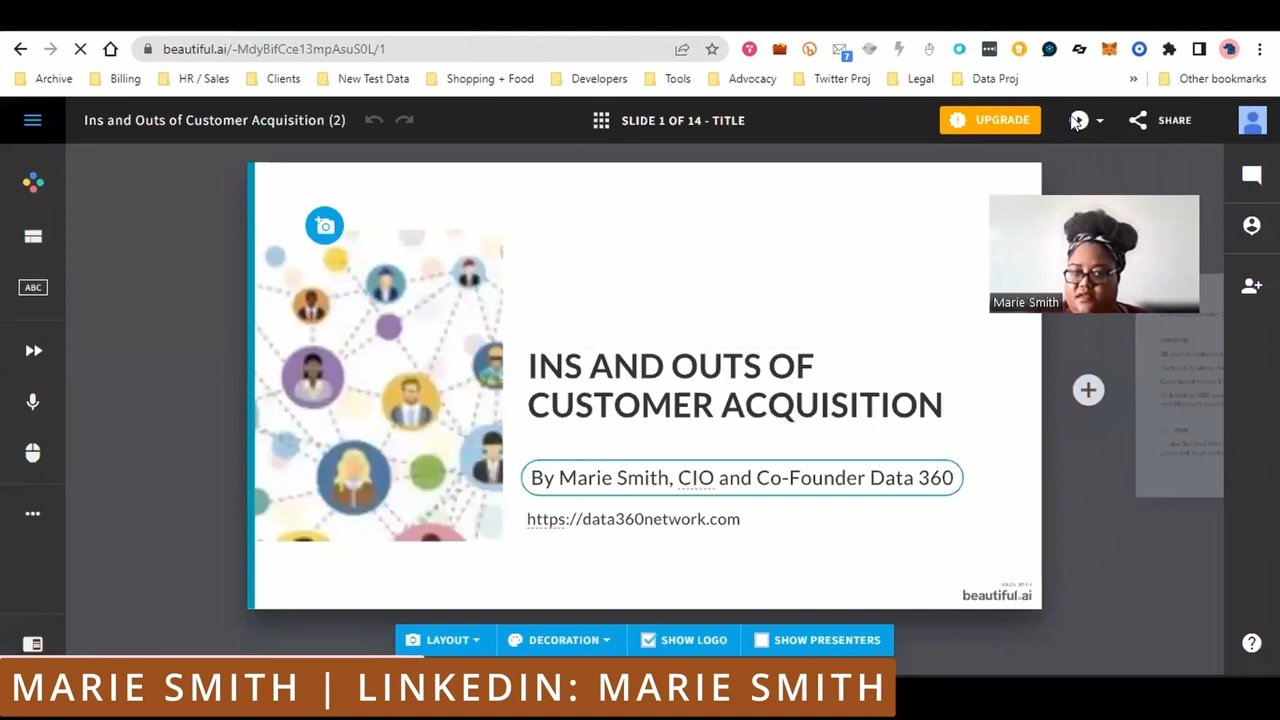 beautiful.ai/-MdyBifCce13mpAsuS0L/1
7
Archive Billing HR / Sales Clients New Test Data Shopping + Food Developers Tools Advocacy Twitter Proj Legal Data Proj » Other bookmarks
Ins and Outs of Customer Acquisition (2) SLIDE 1 OF 14 - TITLE UPGRADE SHARE
ABC
Marie Smith
INS AND OUTS OF
CUSTOMER ACQUISITION
By Marie Smith, CIO and Co-Founder Data 360
https://data360network.com
MADE WITH
beautiful.ai
LAYOUT DECORATION SHOW LOGO SHOW PRESENTERS
MARIE SMITH | LINKEDIN: MARIE SMITH